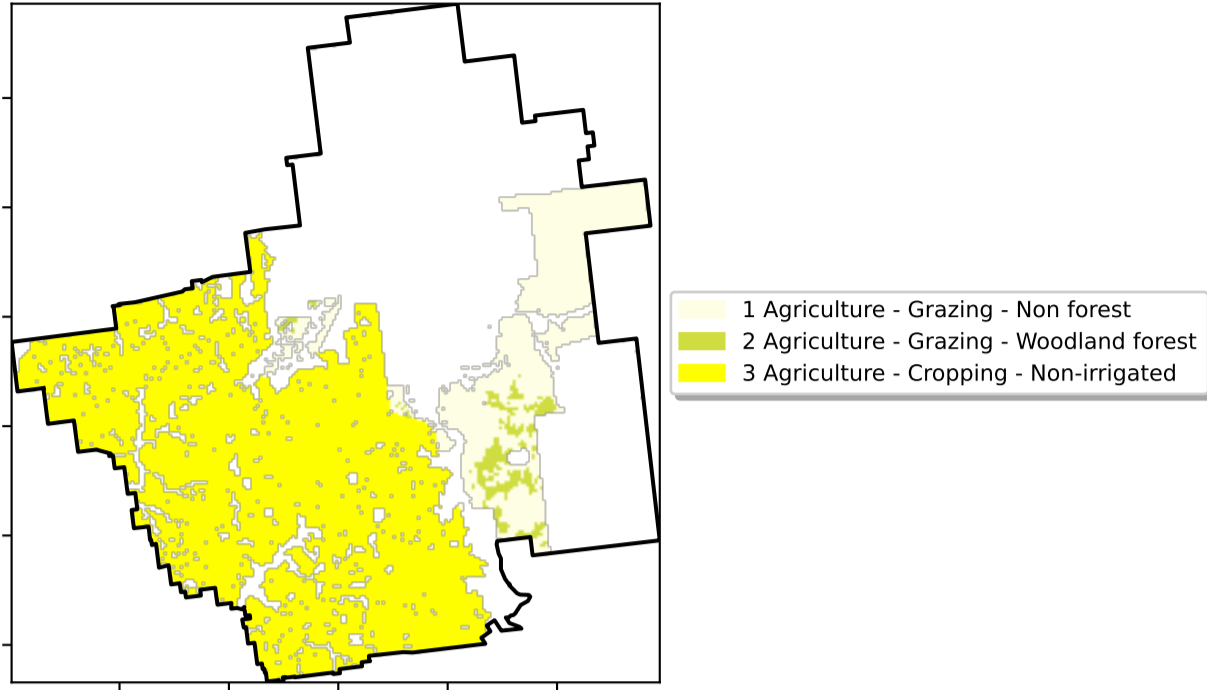 1 Agriculture - Grazing - Non forest
2 Agriculture - Grazing - Woodland forest
3 Agriculture - Cropping - Non-irrigated